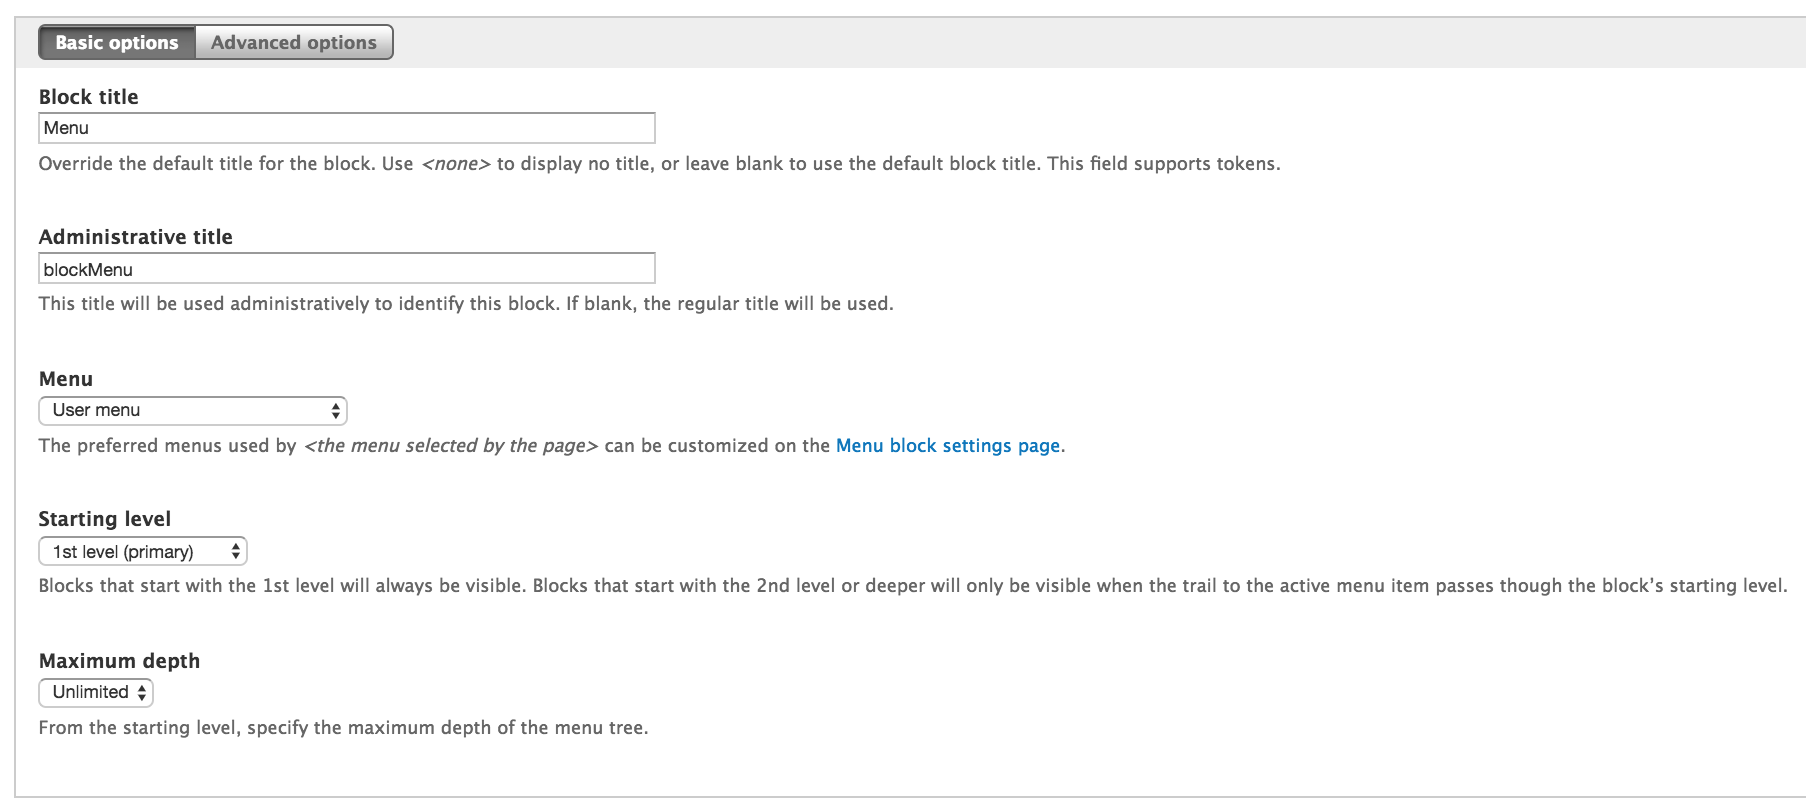 Basic options Advanced options
Block title
Menu
Override the default title for the block. Use <none> to display no title, or leave blank to use the default block title. This field supports tokens.
Administrative title
blockMenu
This title will be used administratively to identify this block. If blank, the regular title will be used.
Menu
User menu
The preferred menus used by <the menu selected by the page> can be customized on the Menu block settings page.
Starting level
1st level (primary)
Blocks that start with the 1st level will always be visible. Blocks that start with the 2nd level or deeper will only be visible when the trail to the active menu item passes though the block's starting level.
Maximum depth
Unlimited
From the starting level, specify the maximum depth of the menu tree.